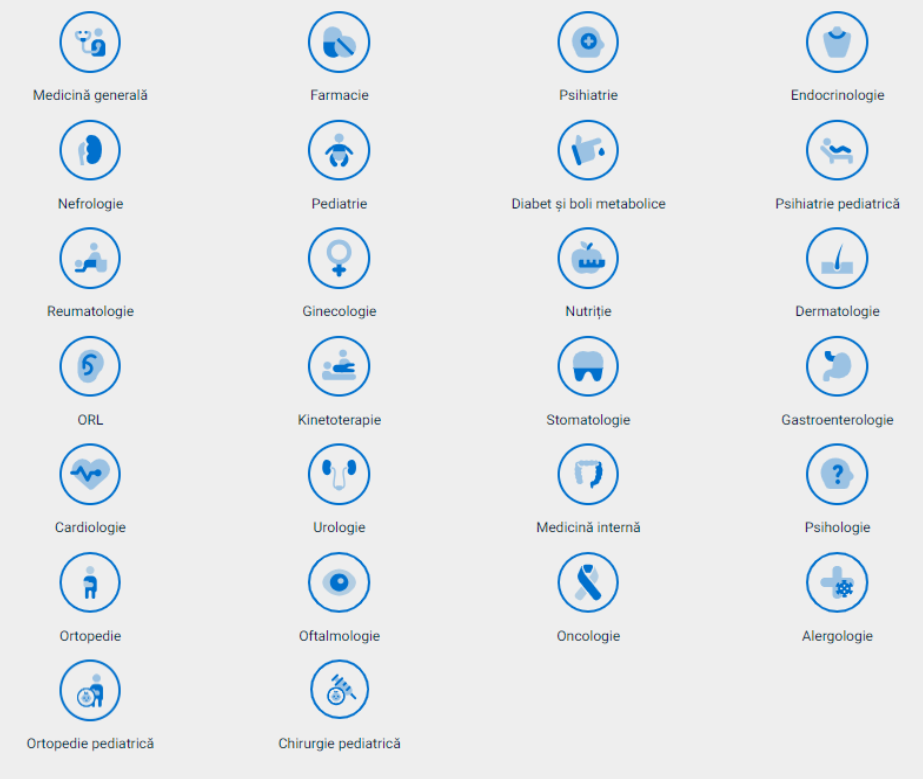 Medicină generală
Farmacie
Psihiatrie
Endocrinologie
Nefrologie
Pediatrie
Diabet și boli metabolice
Psihiatrie pediatrică
Reumatologie
Ginecologie
Nutriție
Dermatologie
ORL
Kinetoterapie
Stomatologie
Gastroenterologie
Cardiologie
Urologie
Medicină internă
Psihologie
?
Ortopedie
Oftalmologie
Oncologie
Alergologie
Ortopedie pediatrică
Chirurgie pediatrică